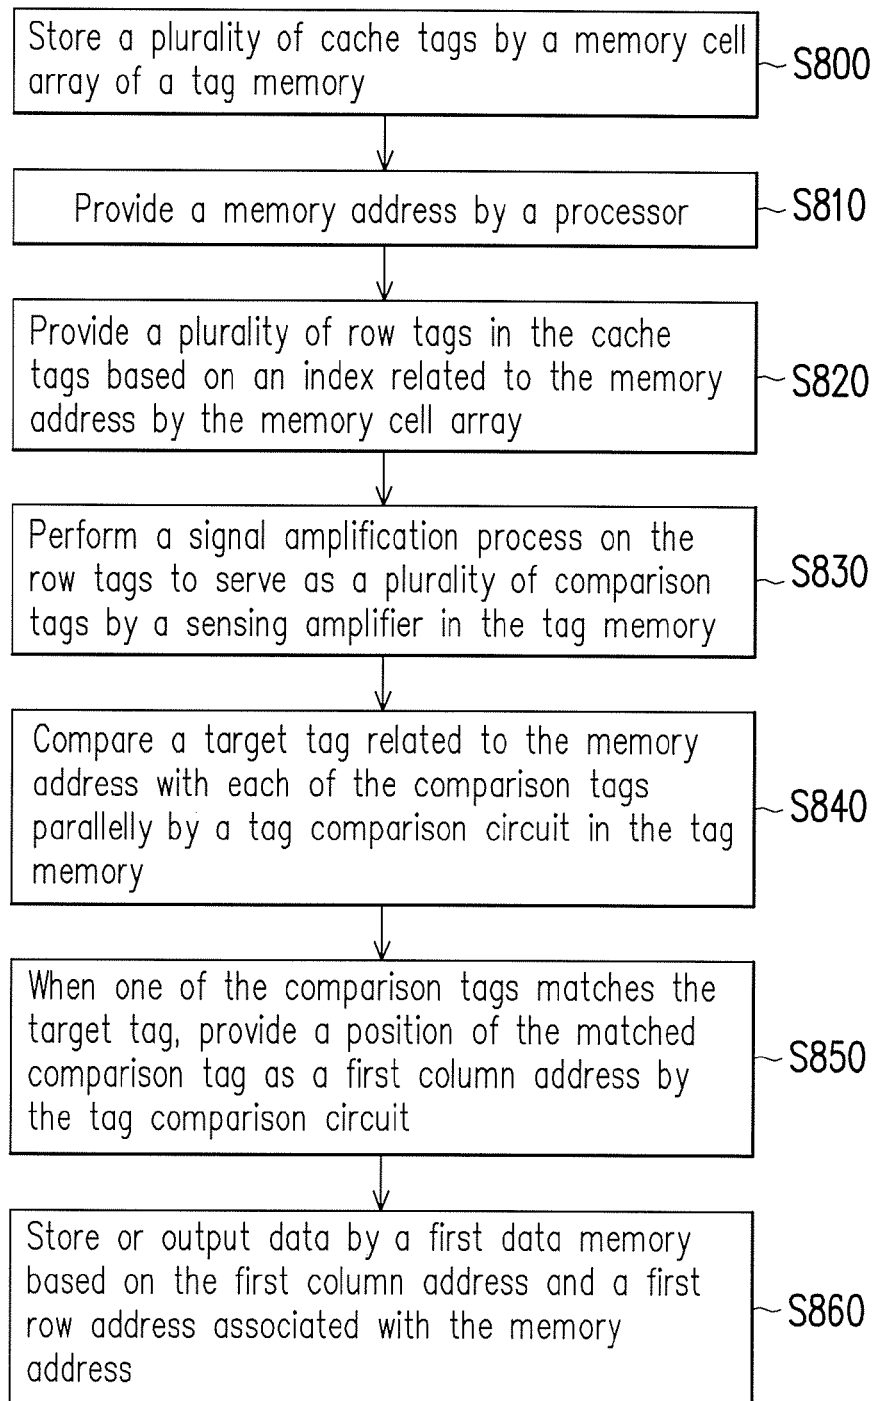 Store a plurality of cache tags by a memory cell
array of a tag memory
S800
Provide a memory address by a processor
S810
Provide a plurality of row tags in the cache
tags based on an index related to the memory
address by the memory cell array
S820
Perform a signal amplification process on the
row tags to serve as a plurality of comparison
tags by a sensing amplifier in the tag memory
S830
Compare a target tag related to the memory
address with each of the comparison tags
parallelly by a tag comparison circuit in the tag
memory
S840
When one of the comparison tags matches the
target tag, provide a position of the matched
comparison tag as a first column address by
the tag comparison circuit
S850
Store or output data by a first data memory
based on the first column address and a first
row address associated with the memory
address
S860